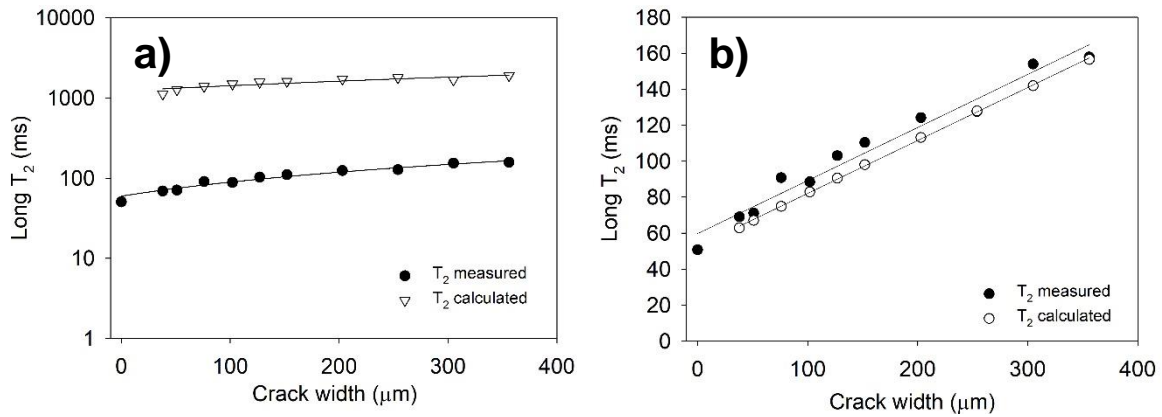 a)
10000
1000
100
10
1
Long T2 (ms)
0 100 200 300 400
Crack width (μm)
T2 measured
T2 calculated
b)
180
160
140
120
100
80
60
40
20
0
Long T2 (ms)
0 100 200 300 400
Crack width (μm)
T2 measured
T2 calculated